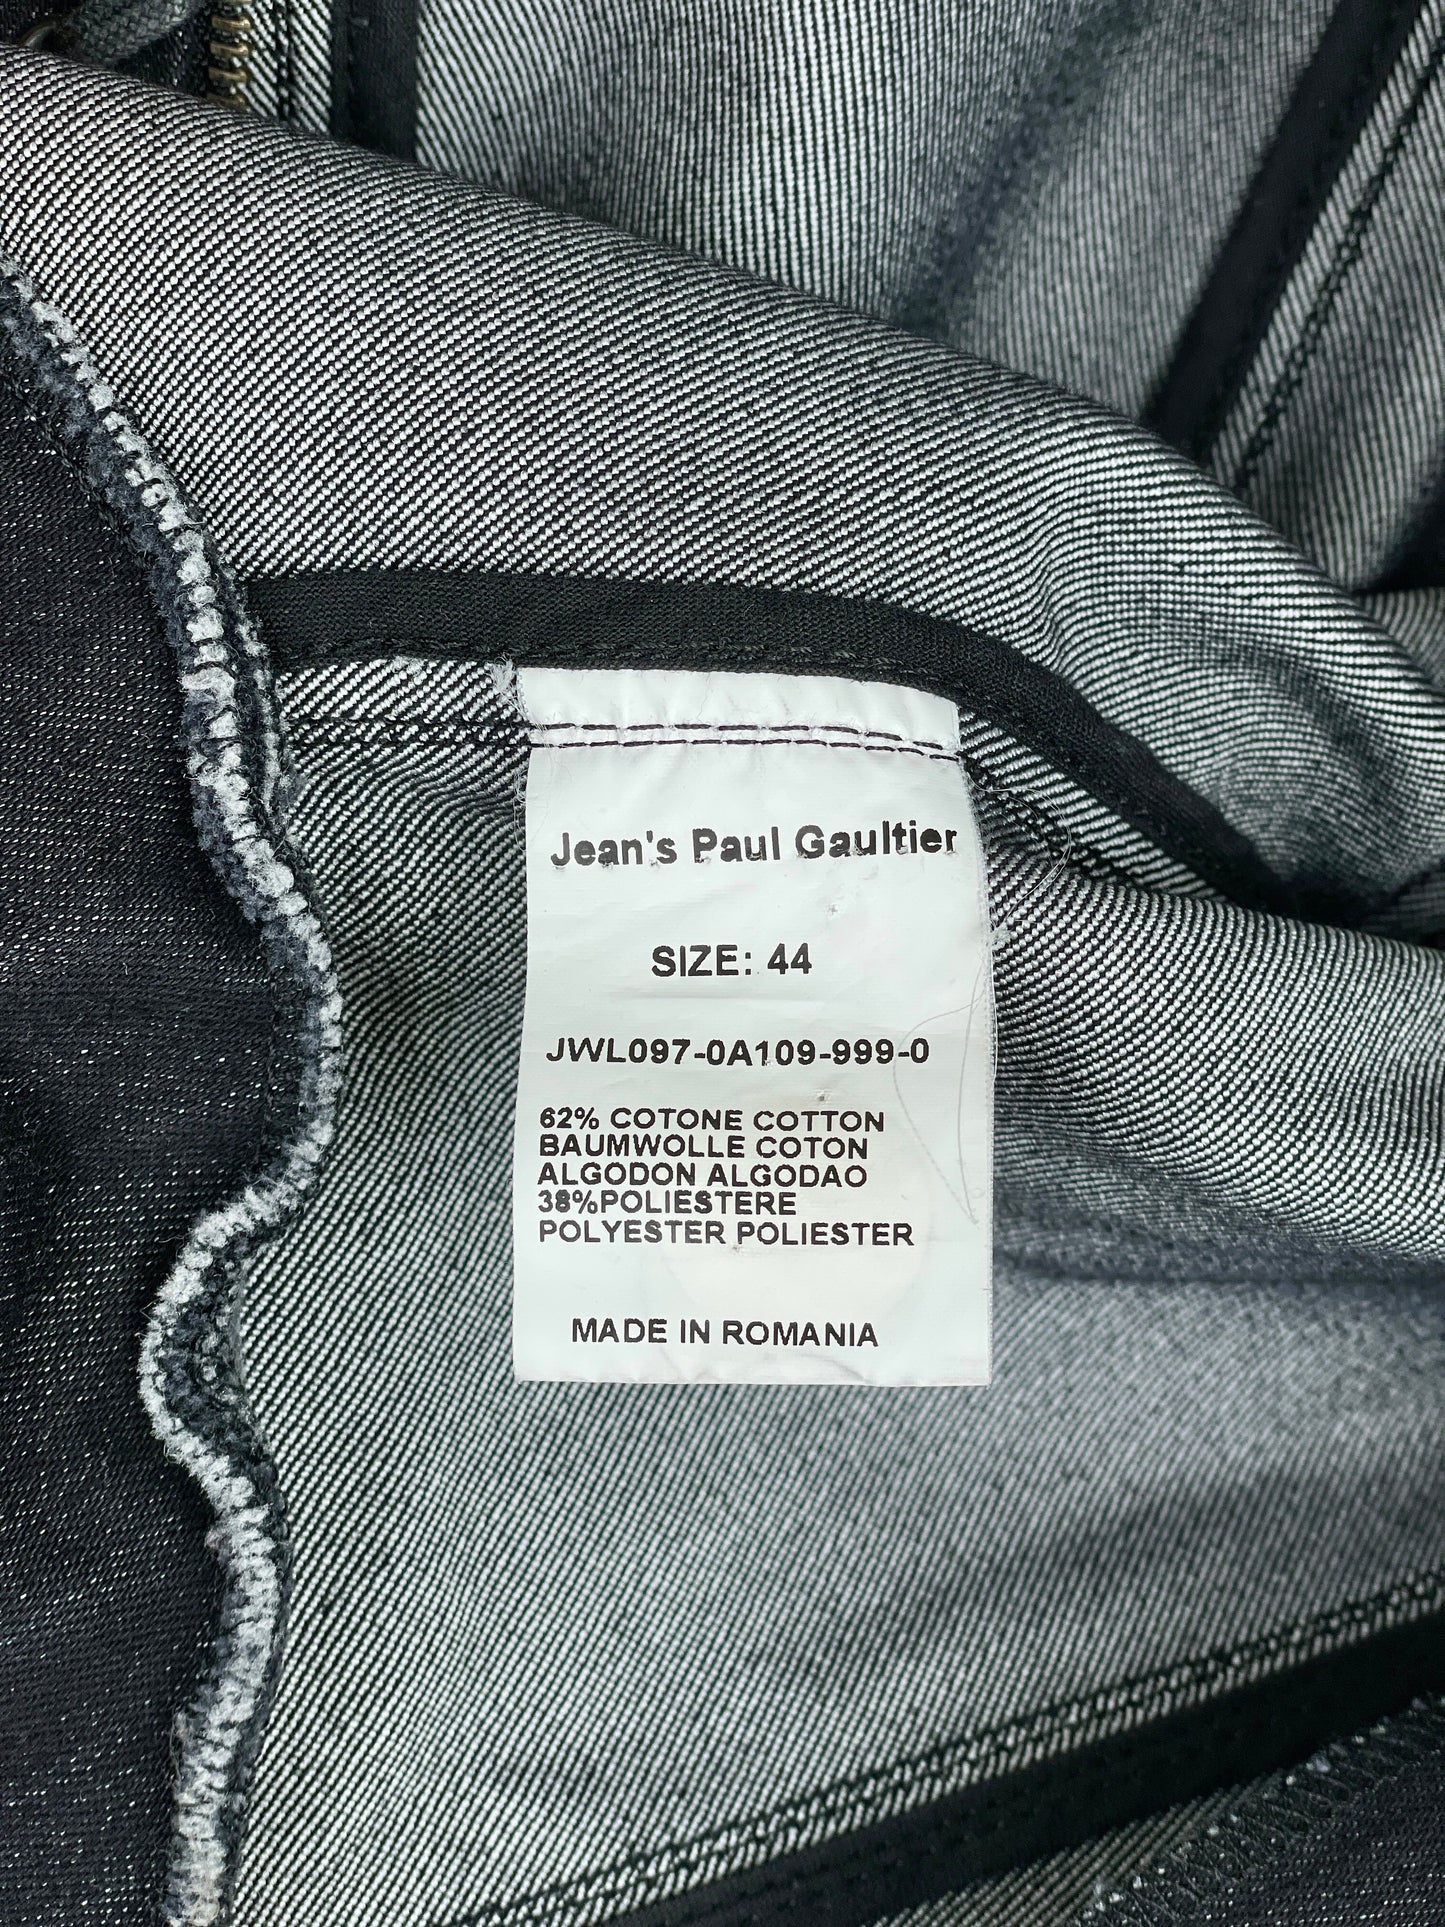 Jean's Paul Gaultier
SIZE: 44
JWL097-0A109-999-0
62% COTONE COTTON
BAUMWOLLE COTON
ALGODON ALGODAO
38%POLIESTERE
POLYESTER POLIESTER
MADE IN ROMANIA